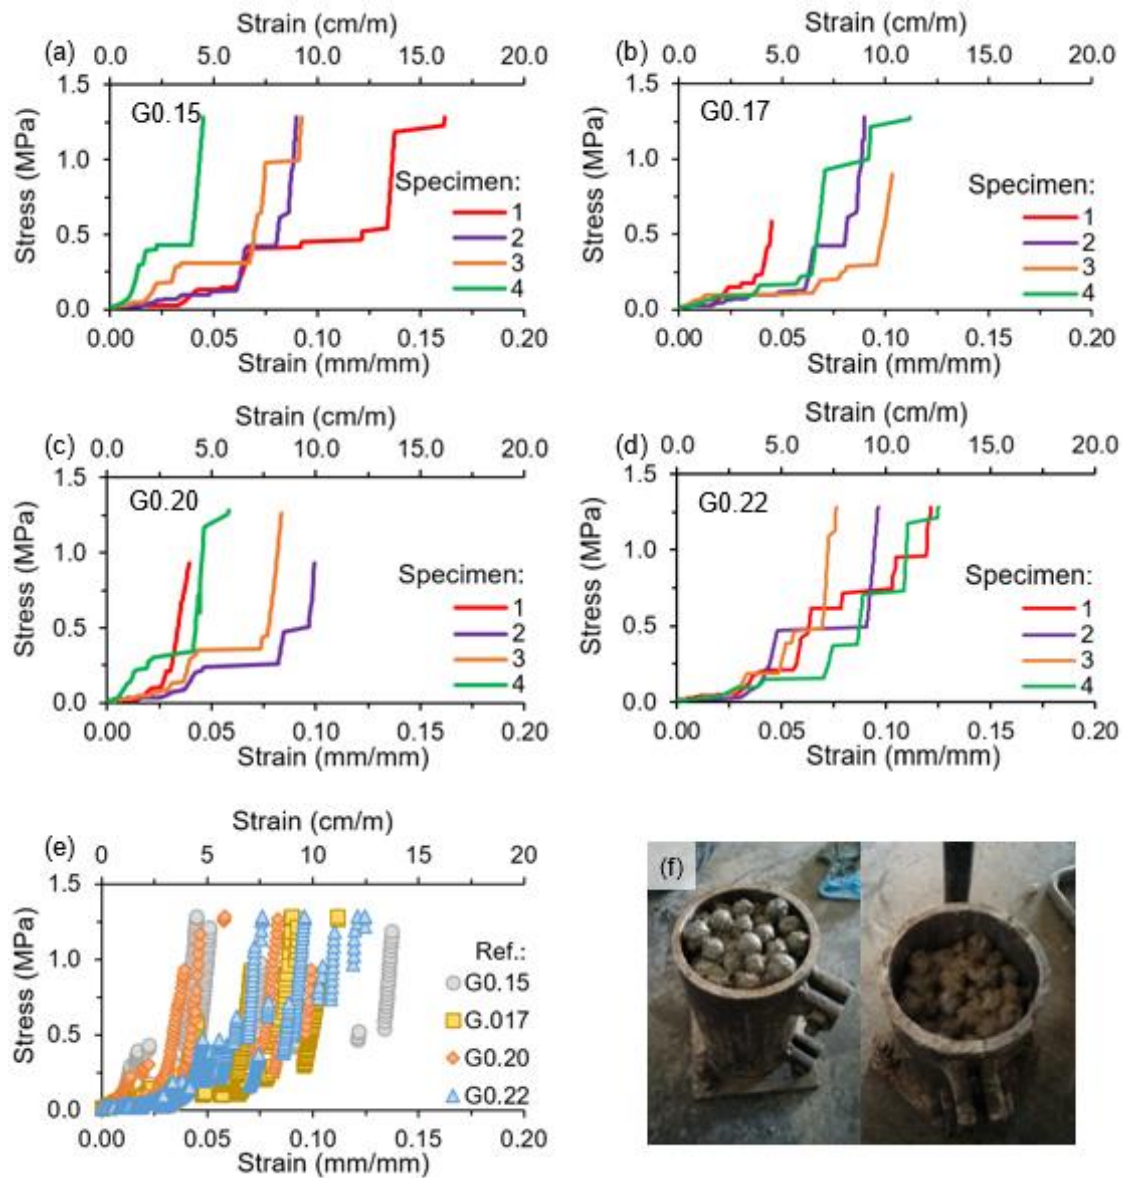 Strain (cm/m)
(a) 0.0 5.0 10.0 15.0 20.0
1.5
G0.15
Stress (MPa)
1.0
Specimen:
1
0.5
2
3
4
0.0
0.00 0.05 0.10 0.15 0.20
Strain (mm/mm)
Strain (cm/m)
(b) 0.0 5.0 10.0 15.0 20.0
1.5
G0.17
Stress (MPa)
1.0
Specimen:
1
0.5
2
3
4
0.0
0.00 0.05 0.10 0.15 0.20
Strain (mm/mm)
Strain (cm/m)
(c) 0.0 5.0 10.0 15.0 20.0
1.5
G0.20
Stress (MPa)
1.0
Specimen:
1
0.5
2
3
4
0.0
0.00 0.05 0.10 0.15 0.20
Strain (mm/mm)
Strain (cm/m)
(d) 0.0 5.0 10.0 15.0 20.0
1.5
G0.22
Stress (MPa)
1.0
Specimen:
1
0.5
2
3
4
0.0
0.00 0.05 0.10 0.15 0.20
Strain (mm/mm)
Strain (cm/m)
(e) 0 5 10 15 20
1.5
Stress (MPa)
Ref.:
1.0
G0.15
G.017
0.5
G0.20
G0.22
0.0
0.00 0.05 0.10 0.15 0.20
Strain (mm/mm)
(f)